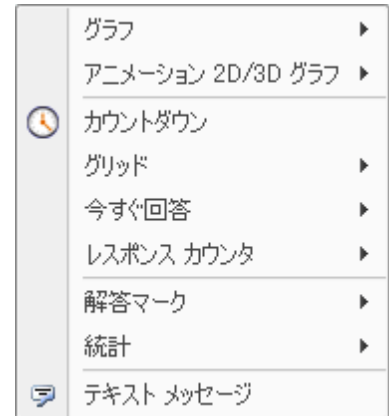 グラフ
アニメーション 2D/3D グラフ
カウントダウン
グリッド
今すぐ回答
レスポンス カウンタ
解答マーク
統計
テキスト メッセージ